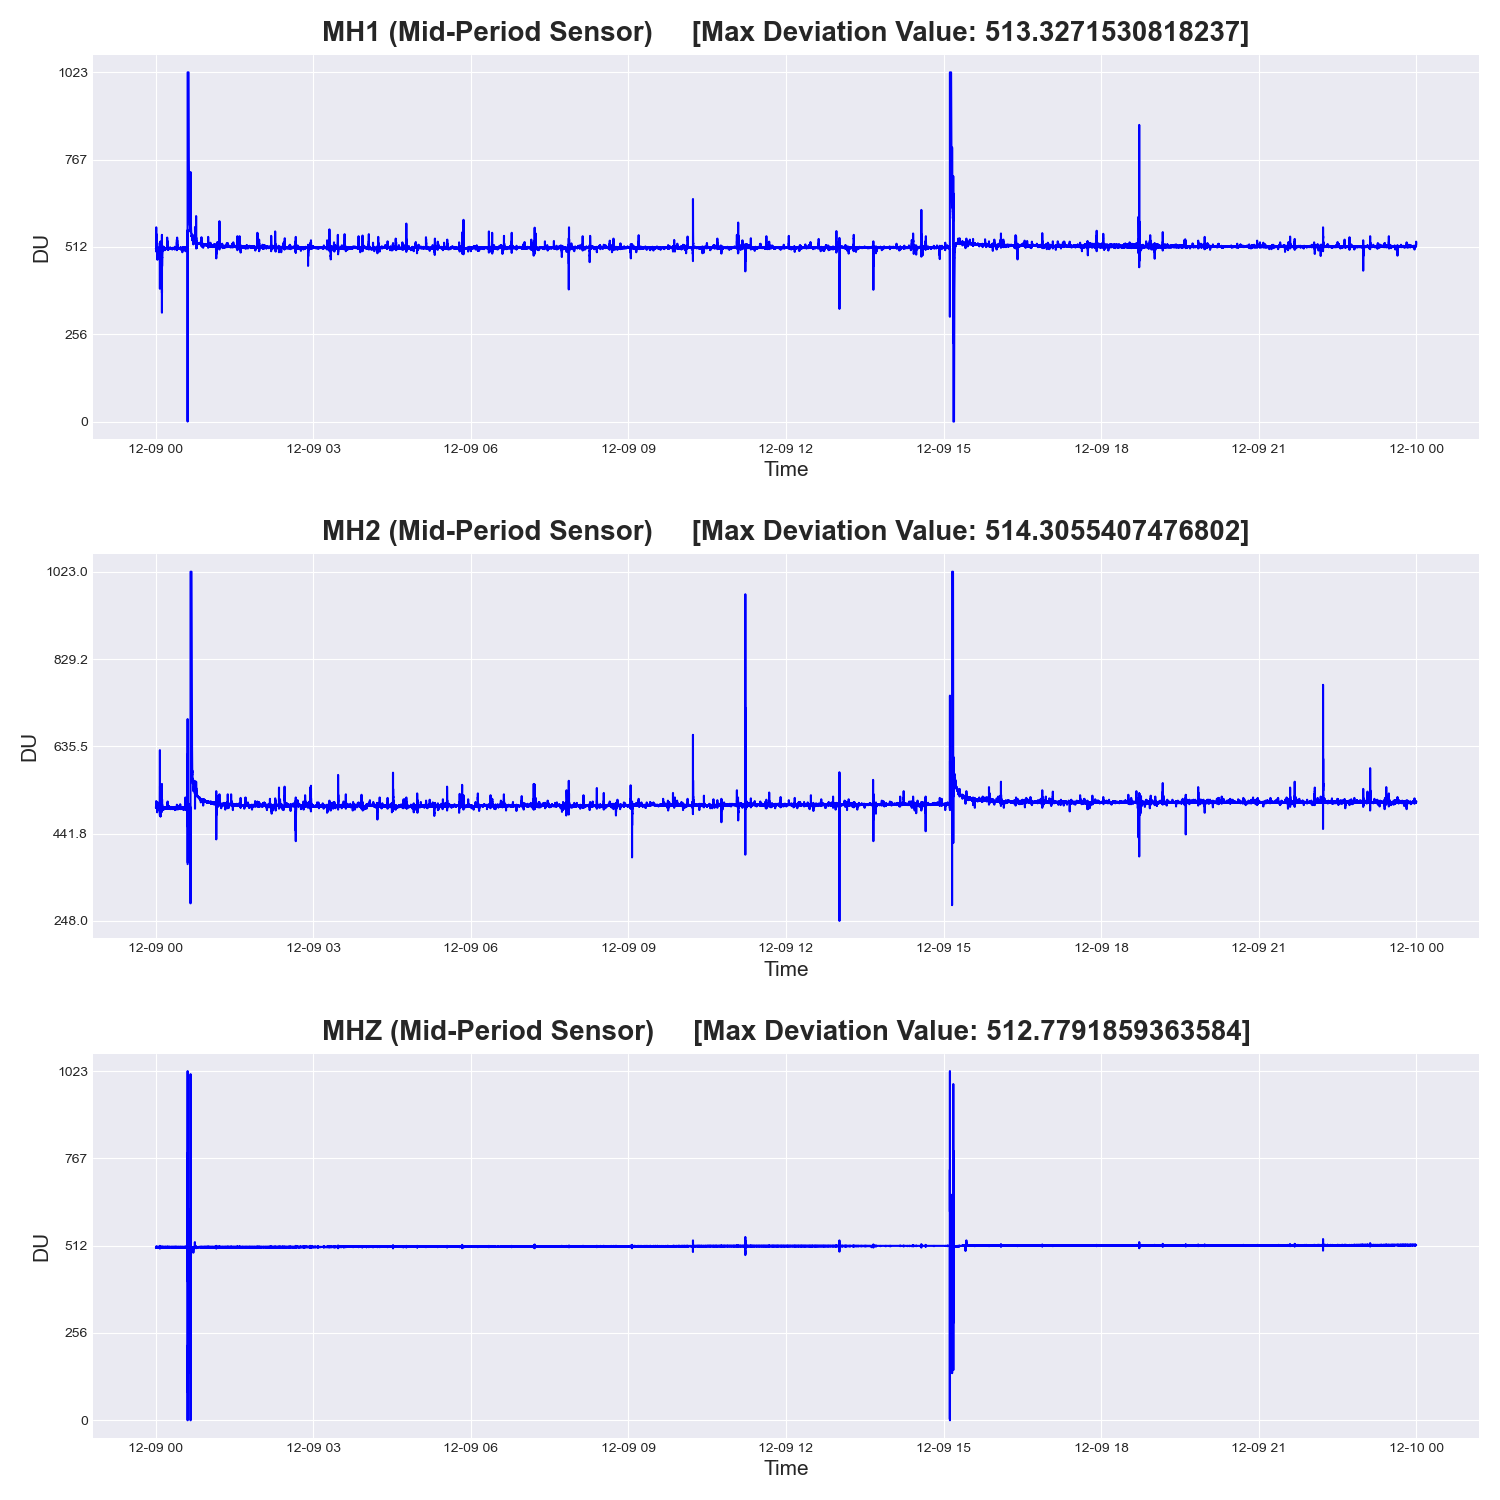 MH1 (Mid-Period Sensor) [Max Deviation Value: 513.3271530818237]
1023
767
512
256
0
DU
12-09 00 12-09 03 12-09 06 12-09 09 12-09 12 12-09 15 12-09 18 12-09 21 12-10 00
Time
MH2 (Mid-Period Sensor) [Max Deviation Value: 514.3055407476802]
1023.0
829.2
635.5
441.8
248.0
DU
12-09 00 12-09 03 12-09 06 12-09 09 12-09 12 12-09 15 12-09 18 12-09 21 12-10 00
Time
MHZ (Mid-Period Sensor) [Max Deviation Value: 512.7791859363584]
1023
767
512
256
0
DU
12-09 00 12-09 03 12-09 06 12-09 09 12-09 12 12-09 15 12-09 18 12-09 21 12-10 00
Time